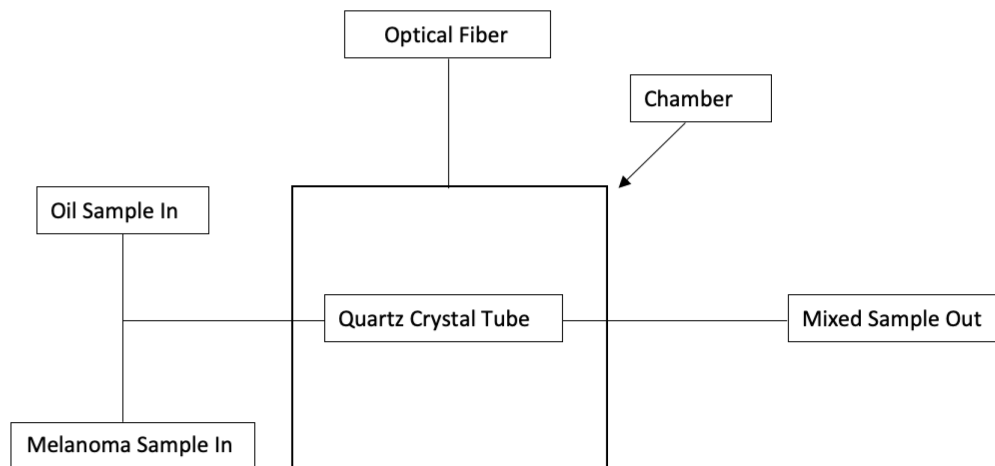 Optical Fiber
Chamber
Oil Sample In
Quartz Crystal Tube
Mixed Sample Out
Melanoma Sample In